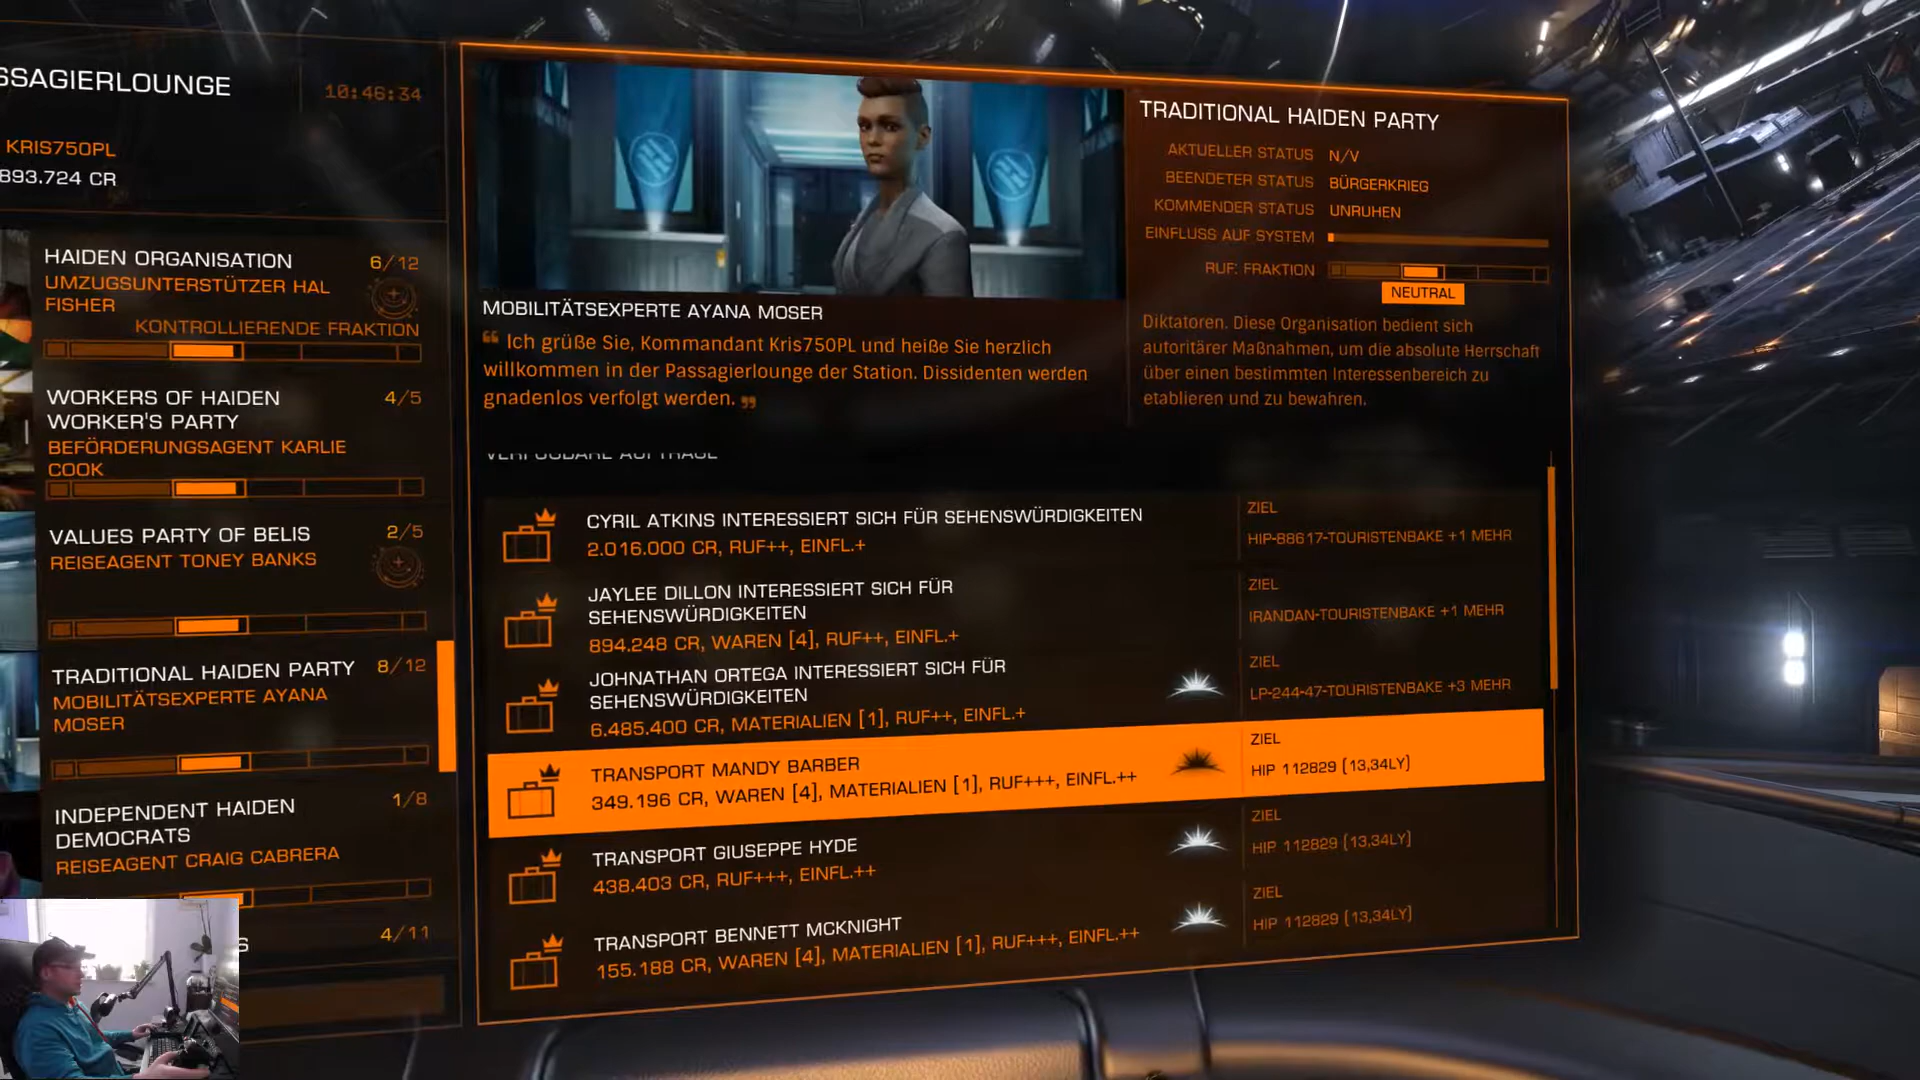 SSAGIERLOUNGE
10:46:34
KRIS750PL
893.724 CR
HAIDEN ORGANISATION 6/12
UMZUGSUNTERSTÜTZER HAL
FISHER
KONTROLLIERENDE FRAKTION
WORKERS OF HAIDEN 4/5
WORKER'S PARTY
BEFÖRDERUNGSAGENT KARLIE
COOK
VALUES PARTY OF BELIS 2/5
REISEAGENT TONEY BANKS
TRADITIONAL HAIDEN PARTY 8/12
MOBILITÄTSEXPERTE AYANA
MOSER
INDEPENDENT HAIDEN 1/8
DEMOCRATS
REISEAGENT CRAIG CABRERA
S 4/11
MOBILITÄTSEXPERTE AYANA MOSER
Ich grüße Sie, Kommandant Kris750PL und heiße Sie herzlich
willkommen in der Passagierlounge der Station. Dissidenten werden
gnadenlos verfolgt werden.
TRADITIONAL HAIDEN PARTY
AKTUELLER STATUS N/V
BEENDETER STATUS BÜRGERKRIEG
KOMMENDER STATUS UNRUHEN
EINFLUSS AUF SYSTEM
RUF: FRAKTION
NEUTRAL
Diktatoren. Diese Organisation bedient sich
autoritärer Maßnahmen, um die absolute Herrschaft
über einen bestimmten Interessenbereich zu
etablieren und zu bewahren.
VERFÜGBARE AUFTRÄGE
CYRIL ATKINS INTERESSIERT SICH FÜR SEHENSWÜRDIGKEITEN
2.016.000 CR, RUF++, EINFL.+
ZIEL
HIP-88617-TOURISTENBAKE +1 MEHR
JAYLEE DILLON INTERESSIERT SICH FÜR
SEHENSWÜRDIGKEITEN
894.248 CR, WAREN [4], RUF++, EINFL.+
ZIEL
IRANDAN-TOURISTENBAKE +1 MEHR
JOHNATHAN ORTEGA INTERESSIERT SICH FÜR
SEHENSWÜRDIGKEITEN
6.485.400 CR, MATERIALIEN [1], RUF++, EINFL.+
ZIEL
LP-244-47-TOURISTENBAKE +3 MEHR
TRANSPORT MANDY BARBER
349.196 CR, WAREN [4], MATERIALIEN [1], RUF+++, EINFL.++
ZIEL
HIP 112829 [13,34LY]
TRANSPORT GIUSEPPE HYDE
438.403 CR, RUF+++, EINFL.++
ZIEL
HIP 112829 [13,34LY]
TRANSPORT BENNETT MCKNIGHT
155.188 CR, WAREN [4], MATERIALIEN [1], RUF+++, EINFL.++
ZIEL
HIP 112829 [13,34LY]